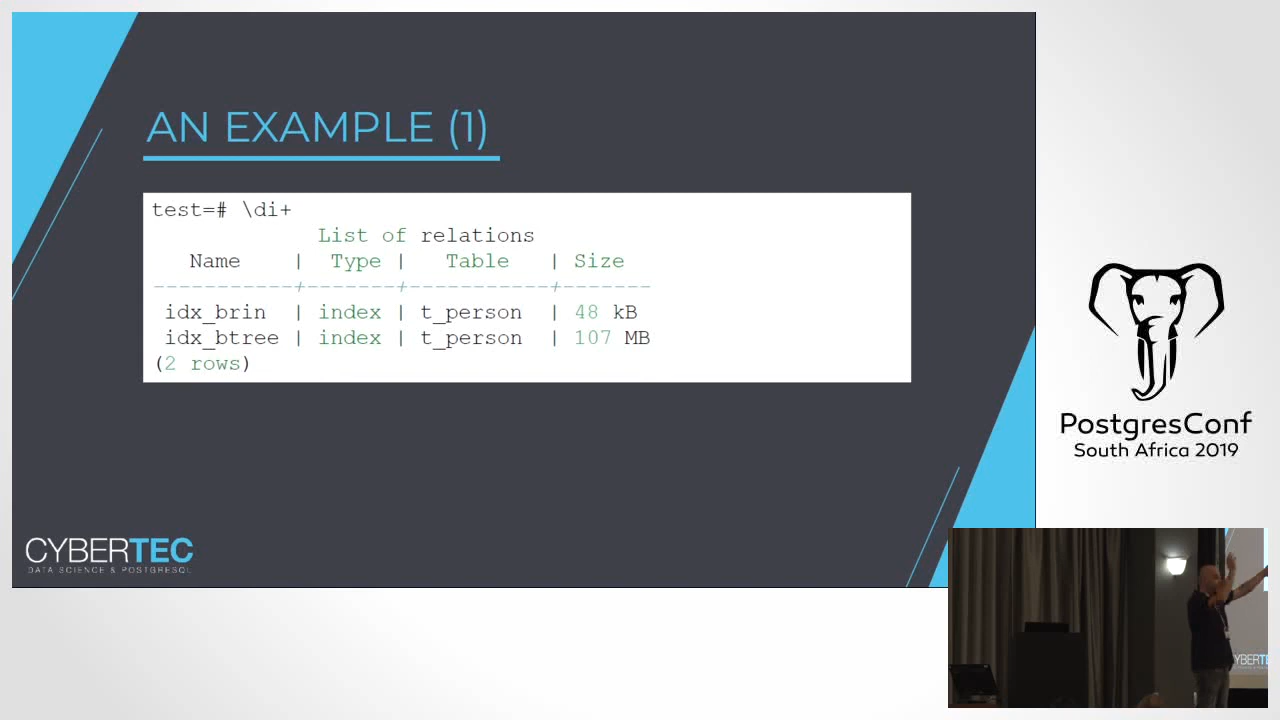 AN EXAMPLE (1)
test=# \di+
List of relations
Name | Type | Table | Size
-----------+-------+-----------+-------
idx_brin | index | t_person | 48 kB
idx_btree | index | t_person | 107 MB
(2 rows)
CYBERTEC
DATA SCIENCE & POSTGRESQL
PostgresConf
South Africa 2019
CYBERTE